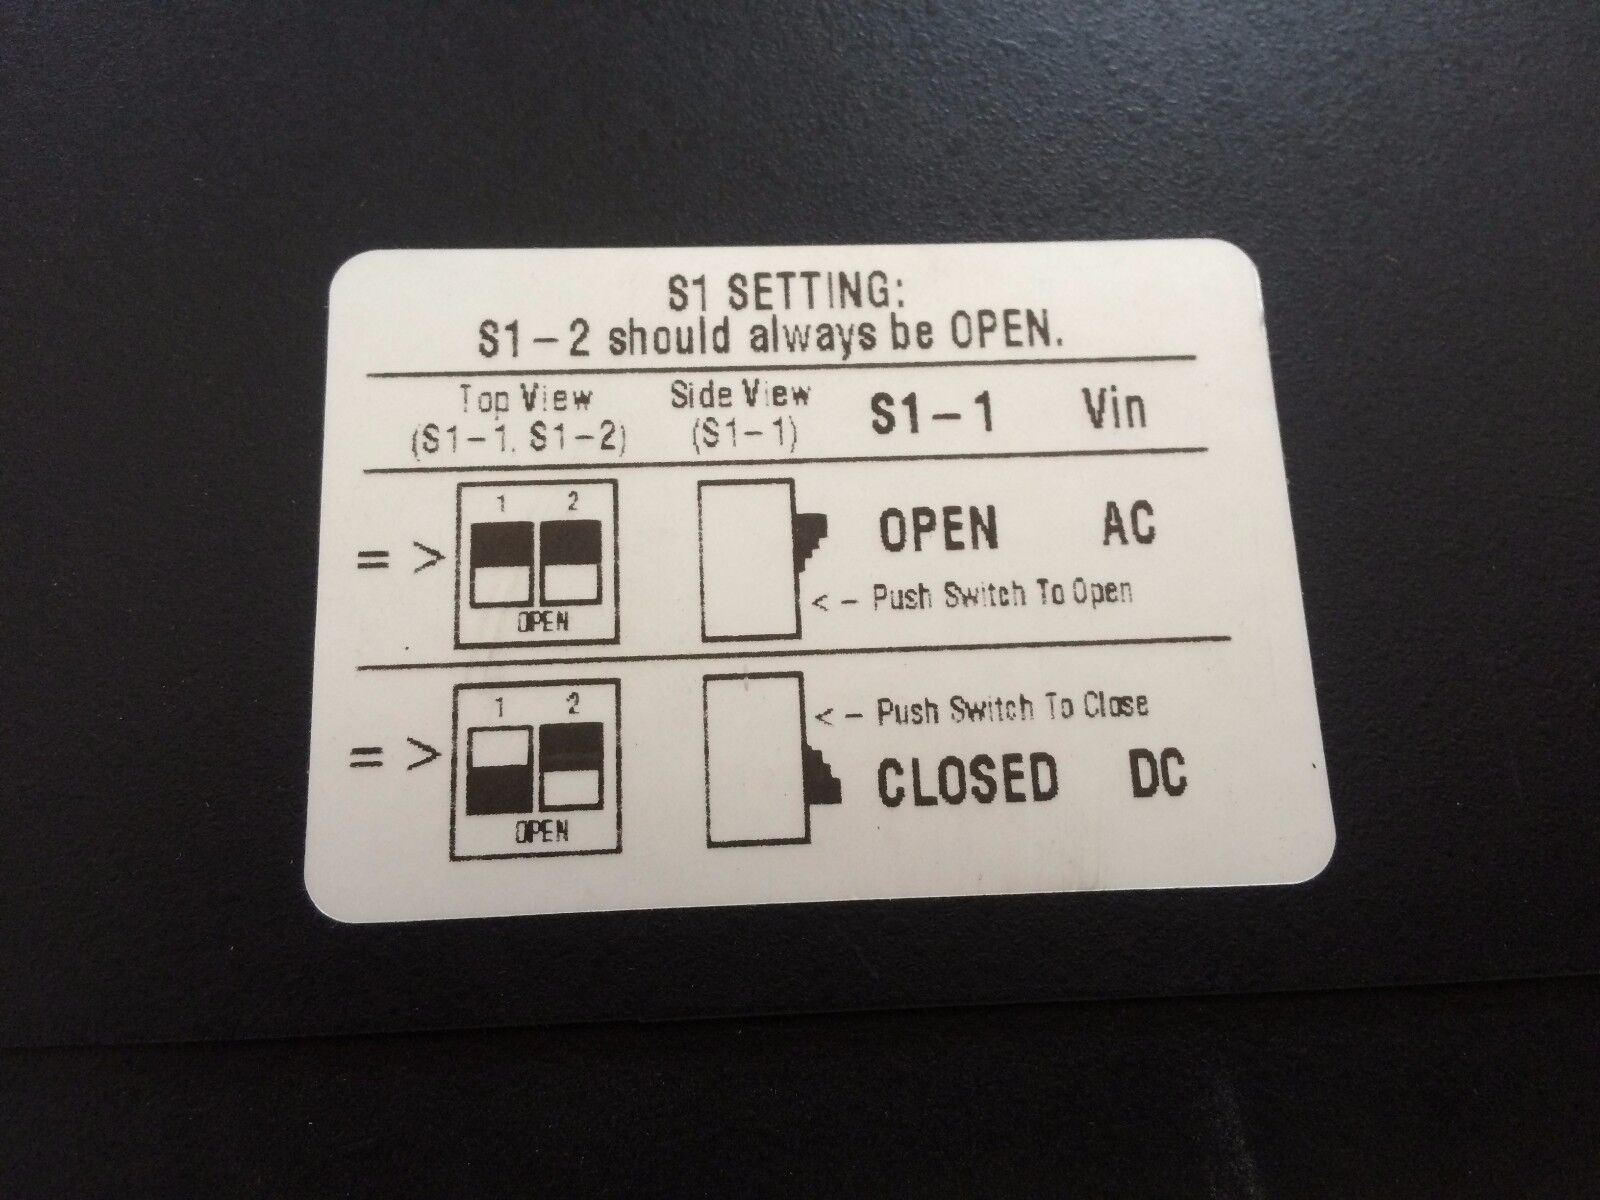 S1 SETTING:
S1-2 should always be OPEN.
Top View Side View S1-1 Vin
(S1-1, S1-2) (S1-1)
1 2
OPEN AC
= >
<- Push Switch To Open
OPEN
1 2
<- Push Switch To Close
= >
CLOSED DC
OPEN